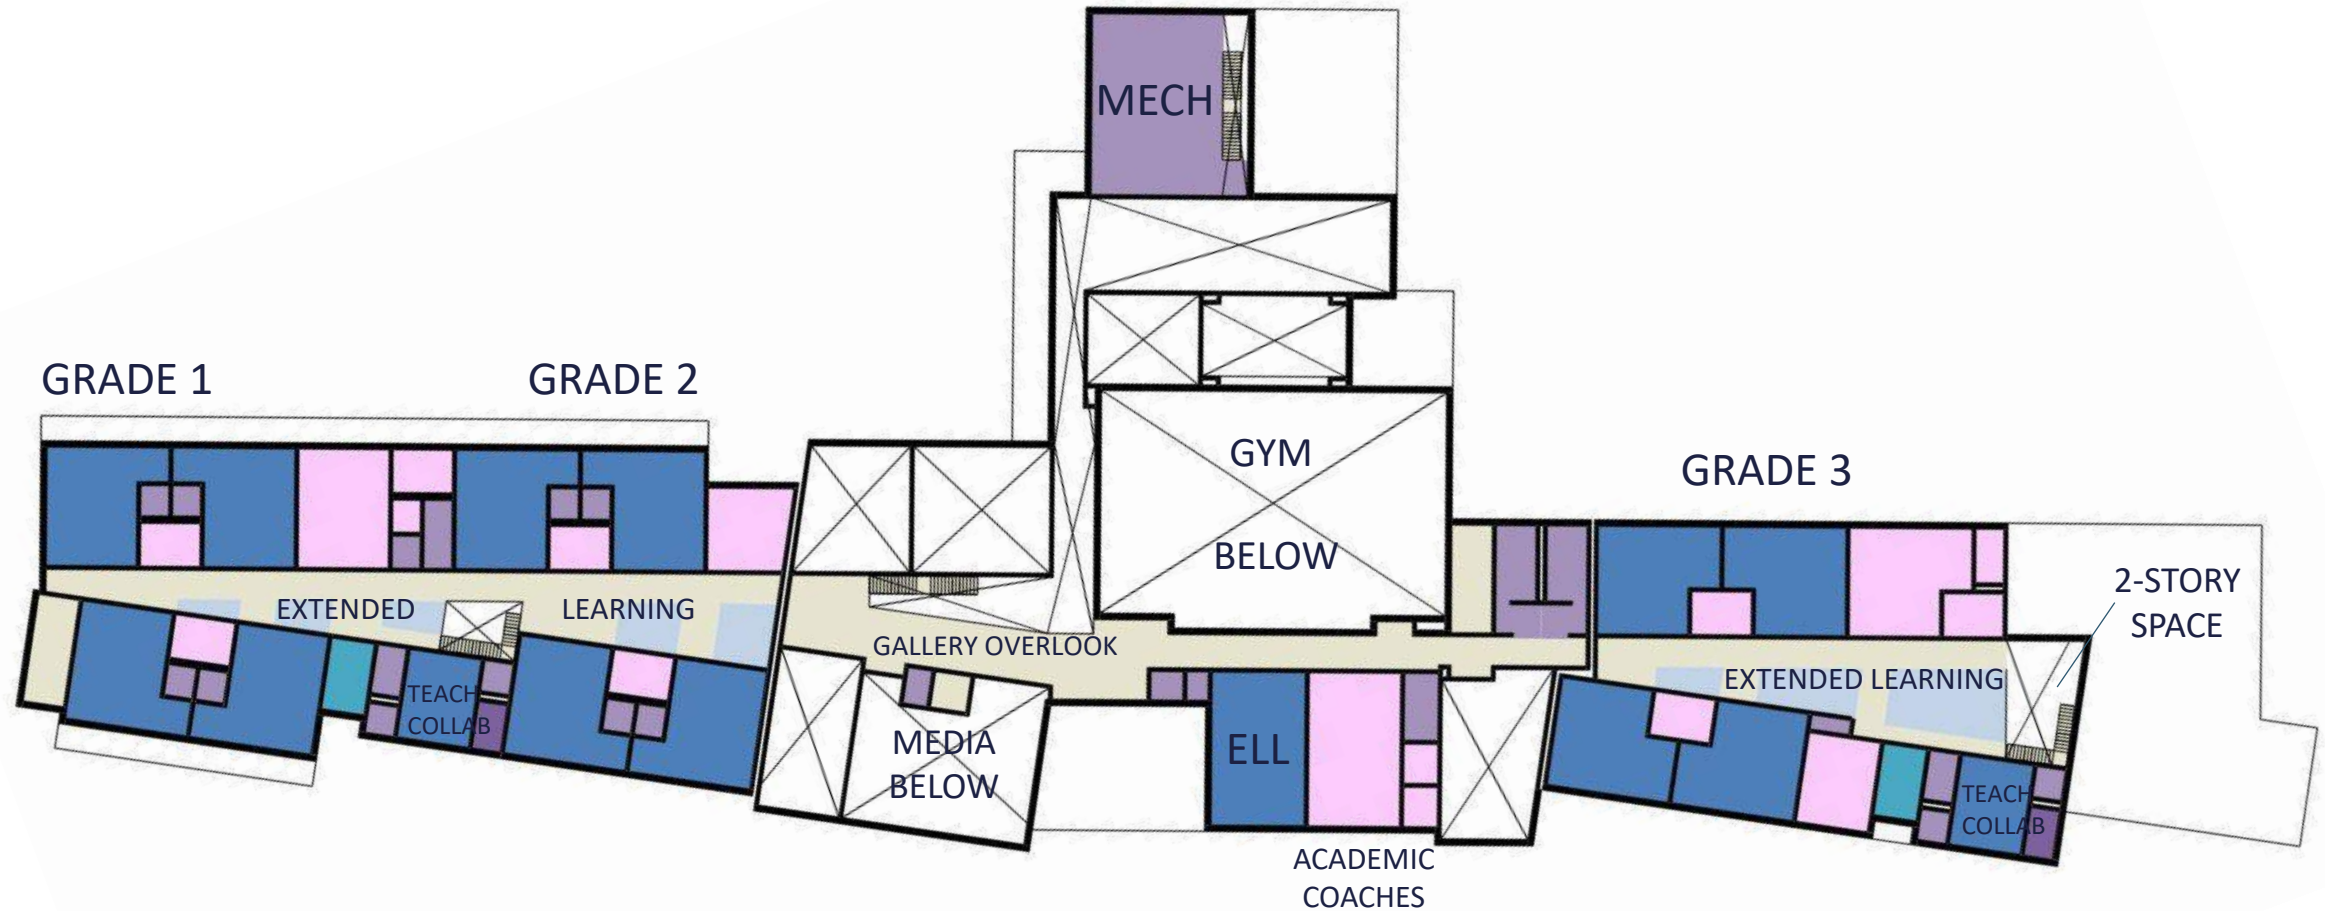 MECH
GRADE 1
GRADE 2
GYM
BELOW
GRADE 3
2-STORY
SPACE
EXTENDED
LEARNING
GALLERY OVERLOOK
EXTENDED LEARNING
TEACH
COLLAB
MEDIA
BELOW
ELL
TEACH
COLLAB
ACADEMIC
COACHES